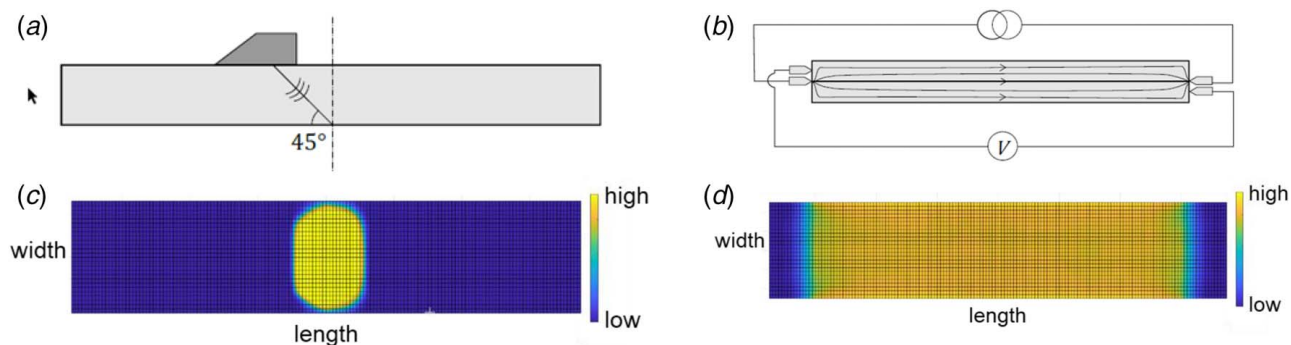 (a)
45°
(b)
V
(c)
high
width
low
length
(d)
high
width
low
length